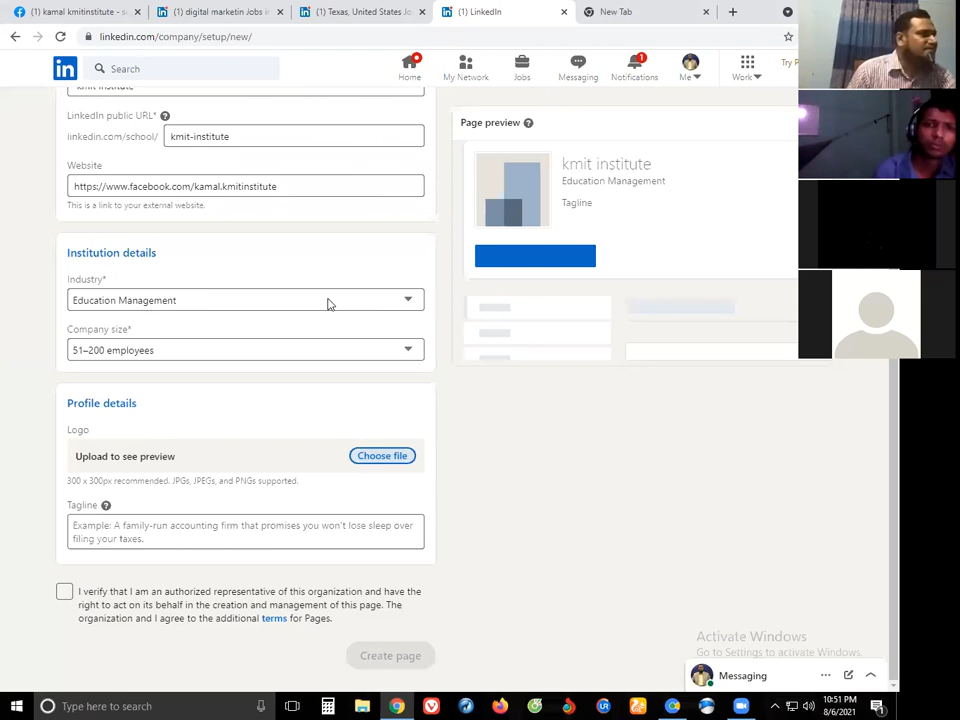 (1) kamal kmitinstitute - s
(1) digital marketin Jobs i
(1) Texas, United States Jo
(1) LinkedIn
New Tab
linkedin.com/company/setup/new/
Search
Home
My Network
Jobs
Messaging
1
Notifications
Me
Work
Try P
kmit institute
LinkedIn public URL*
linkedin.com/school/
kmit-institute
Website
https://www.facebook.com/kamal.kmitinstitute
This is a link to your external website.
Page preview
kmit institute
Education Management
Tagline
Institution details
Industry*
Education Management
Company size*
51–200 employees
Profile details
Logo
Upload to see preview
Choose file
300 x 300px recommended. JPGs, JPEGs, and PNGs supported.
Tagline
Example: A family-run accounting firm that promises you won't lose sleep over
filing your taxes.
I verify that I am an authorized representative of this organization and have the
right to act on its behalf in the creation and management of this page. The
organization and I agree to the additional terms for Pages.
Create page
Activate Windows
Go to Settings to activate Windows.
Messaging
Type here to search
10:51 PM
8/6/2021
1